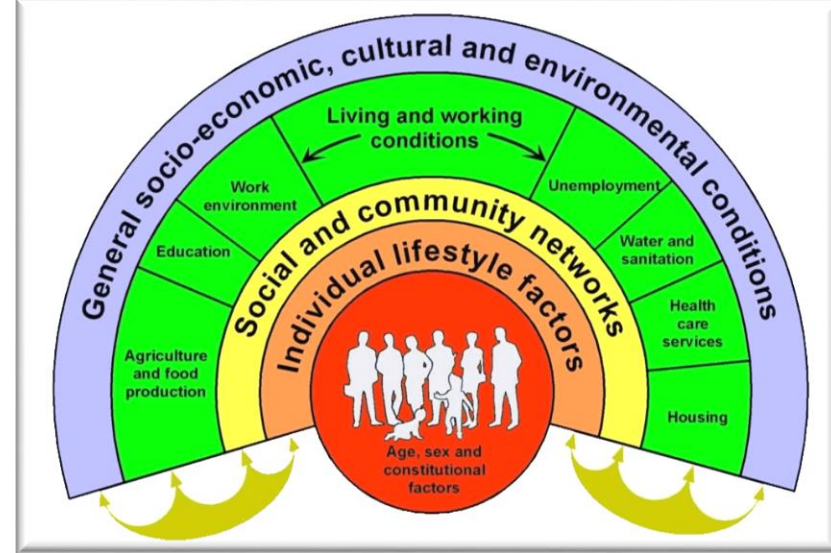 General socio-economic, cultural and environmental conditions
Living and working
conditions
Work
environment
Unemployment
Education
Water and
sanitation
Agriculture
and food
production
Health
care
services
Housing
Social and community networks
Individual lifestyle factors
Age, sex and
constitutional
factors